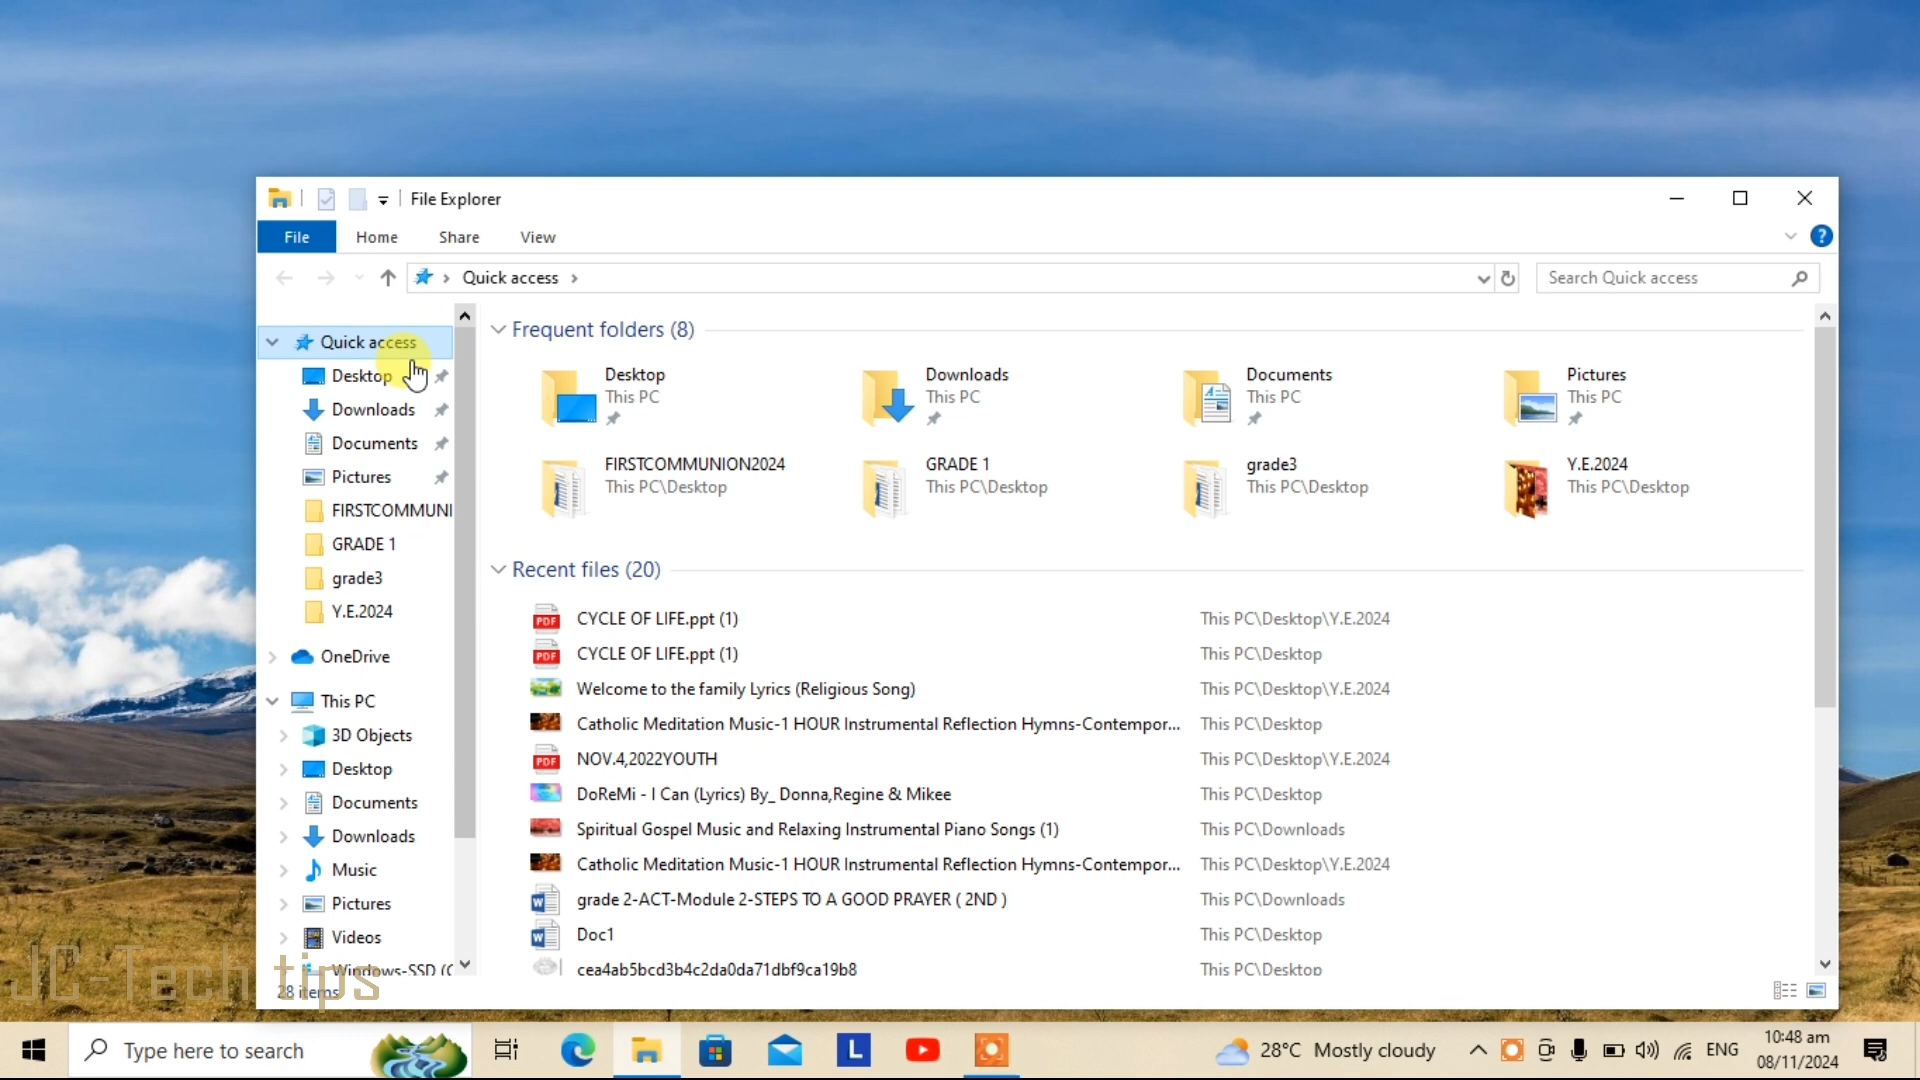 File Explorer
File Home Share View
Quick access
Search Quick access
Quick access
Desktop
Downloads
Documents
Pictures
FIRSTCOMMUNI
GRADE 1
grade3
Y.E.2024
OneDrive
This PC
3D Objects
Desktop
Documents
Downloads
Music
Pictures
Videos
Windows-SSD (C
28 items
Frequent folders (8)
Desktop
This PC
Downloads
This PC
Documents
This PC
Pictures
This PC
FIRSTCOMMUNION2024
This PC\Desktop
GRADE 1
This PC\Desktop
grade3
This PC\Desktop
Y.E.2024
This PC\Desktop
Recent files (20)
PDF CYCLE OF LIFE.ppt (1) This PC\Desktop\Y.E.2024
PDF CYCLE OF LIFE.ppt (1) This PC\Desktop
Welcome to the family Lyrics (Religious Song) This PC\Desktop\Y.E.2024
Catholic Meditation Music-1 HOUR Instrumental Reflection Hymns-Contempor... This PC\Desktop
PDF NOV.4,2022YOUTH This PC\Desktop\Y.E.2024
DoReMi - I Can (Lyrics) By_ Donna,Regine & Mikee This PC\Desktop
Spiritual Gospel Music and Relaxing Instrumental Piano Songs (1) This PC\Downloads
Catholic Meditation Music-1 HOUR Instrumental Reflection Hymns-Contempor... This PC\Desktop\Y.E.2024
grade 2-ACT-Module 2-STEPS TO A GOOD PRAYER ( 2ND ) This PC\Downloads
Doc1 This PC\Desktop
cea4ab5bcd3b4c2da0da71dbf9ca19b8 This PC\Desktop
JC-Tech tips
Type here to search
L
28°C Mostly cloudy
ENG
10:48 am
08/11/2024